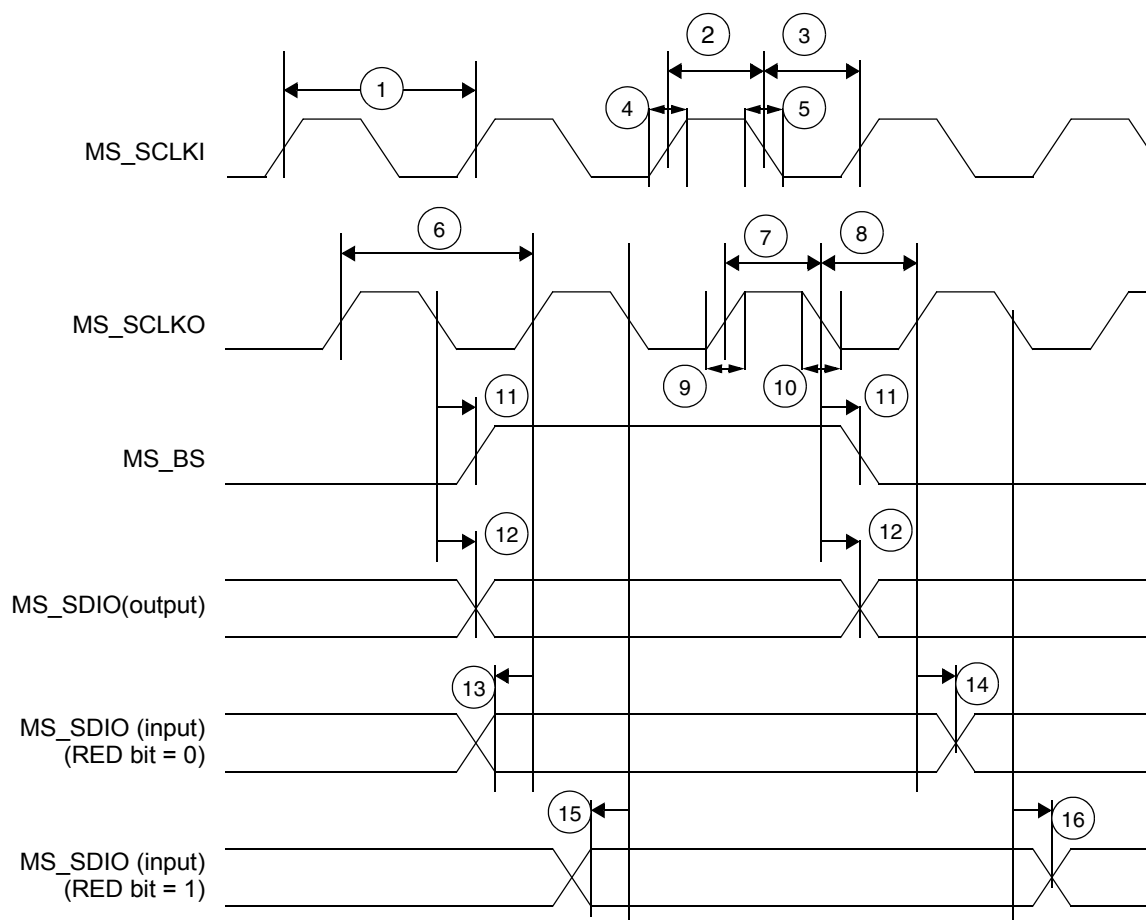 2
3
1
4
5
MS_SCLKI
6
7
8
MS_SCLKO
9
10
11
11
MS_BS
12
12
MS_SDIO(output)
13
14
MS_SDIO (input)
(RED bit = 0)
15
16
MS_SDIO (input)
(RED bit = 1)